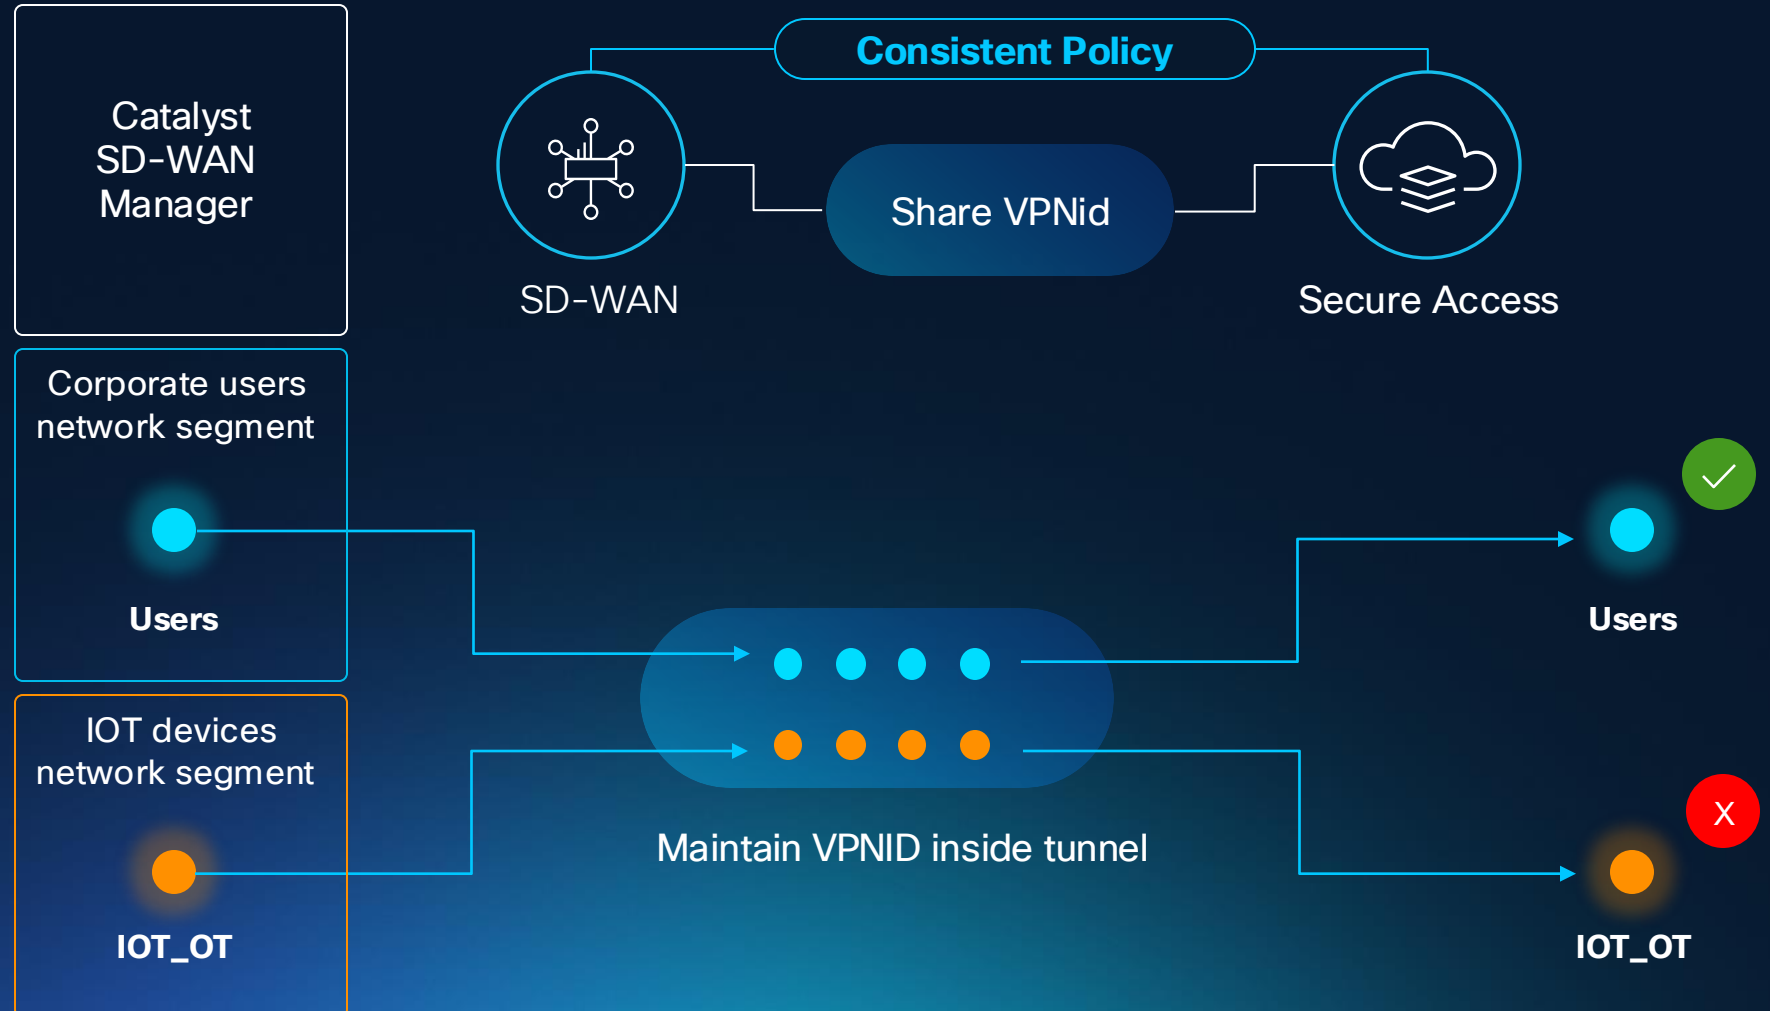 Catalyst
SD-WAN
Manager
Consistent Policy
Share VPNid
SD-WAN
Secure Access
Corporate users
network segment
Users
Users
IOT devices
network segment
X
Maintain VPNID inside tunnel
IOT_OT
IOT_OT